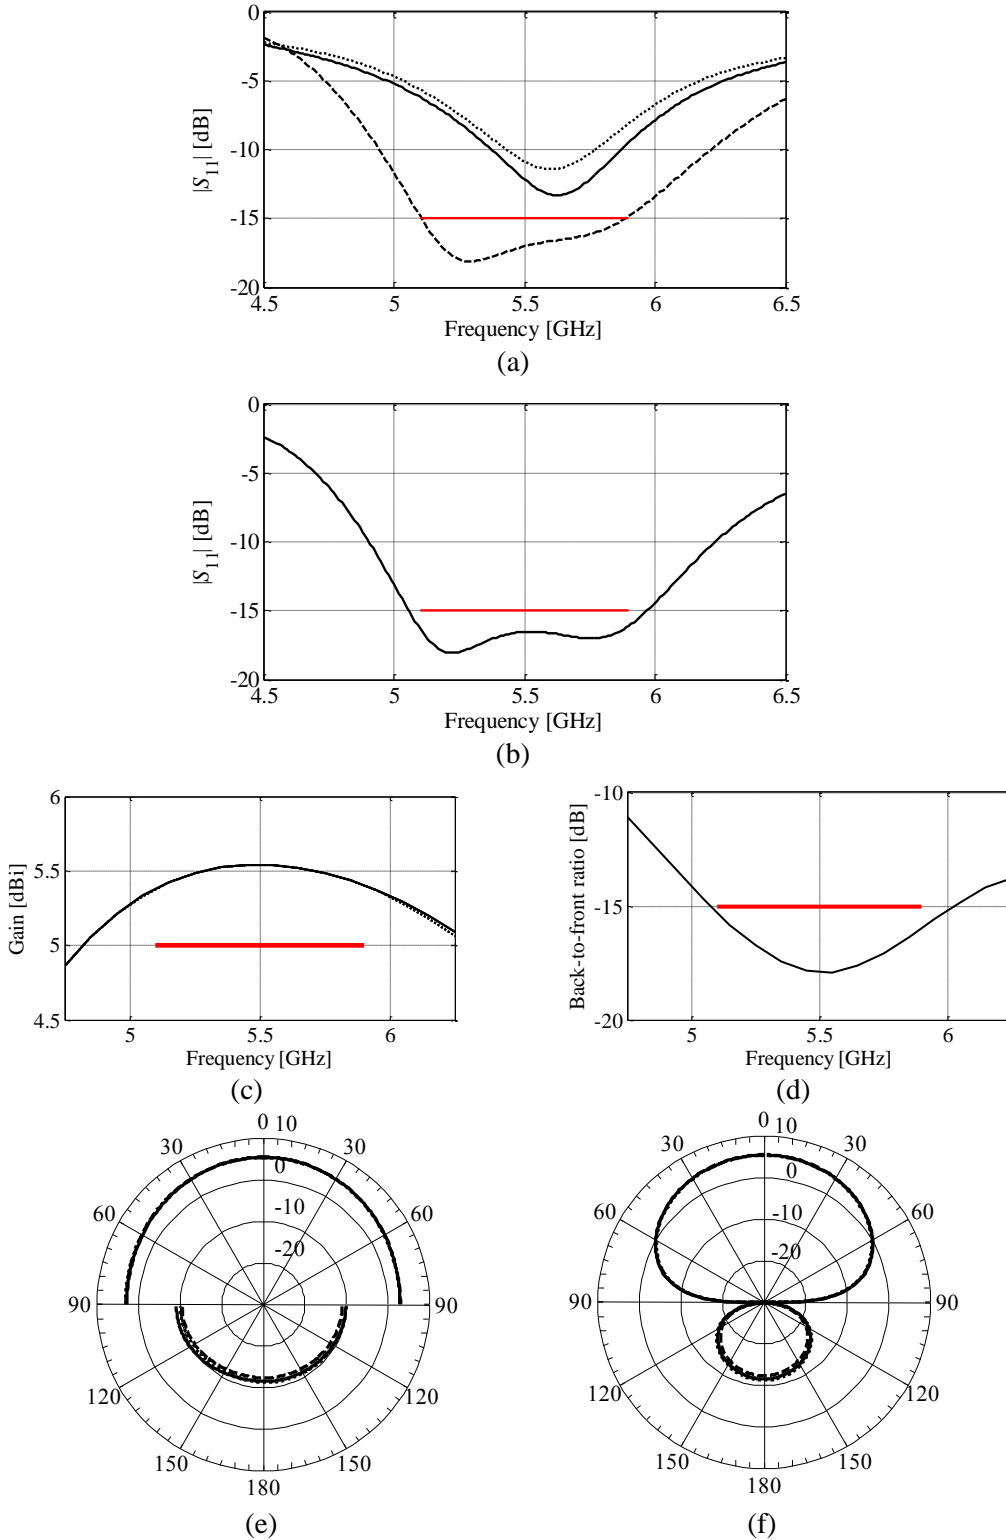 0
-5
-10
-15
-20
|S11| [dB]
4.5 5 5.5 6 6.5
Frequency [GHz]
(a)
0
-5
-10
-15
-20
|S11| [dB]
4.5 5 5.5 6 6.5
Frequency [GHz]
(b)
6
5.5
5
4.5
Gain [dBi]
5 5.5 6
Frequency [GHz]
(c)
-10
-15
-20
Back-to-front ratio [dB]
5 5.5 6
Frequency [GHz]
(d)
0 10
30 30
0
60 60
-10
-20
90 90
120 120
150 150
180
(e)
0 10
30 30
0
60 60
-10
-20
90 90
120 120
150 150
180
(f)